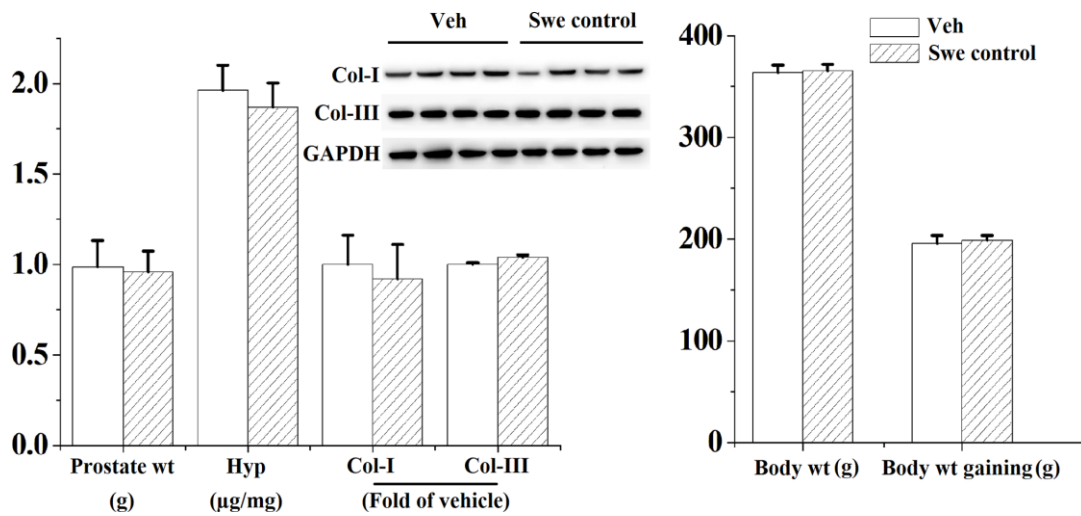 Veh Swe control
Col-I
Col-III
GAPDH
2.0
1.5
1.0
0.5
0.0
Prostate wt Hyp Col-I Col-III
(g) (µg/mg) (Fold of vehicle)
Veh
Swe control
400
300
200
100
0
Body wt (g) Body wt gaining (g)